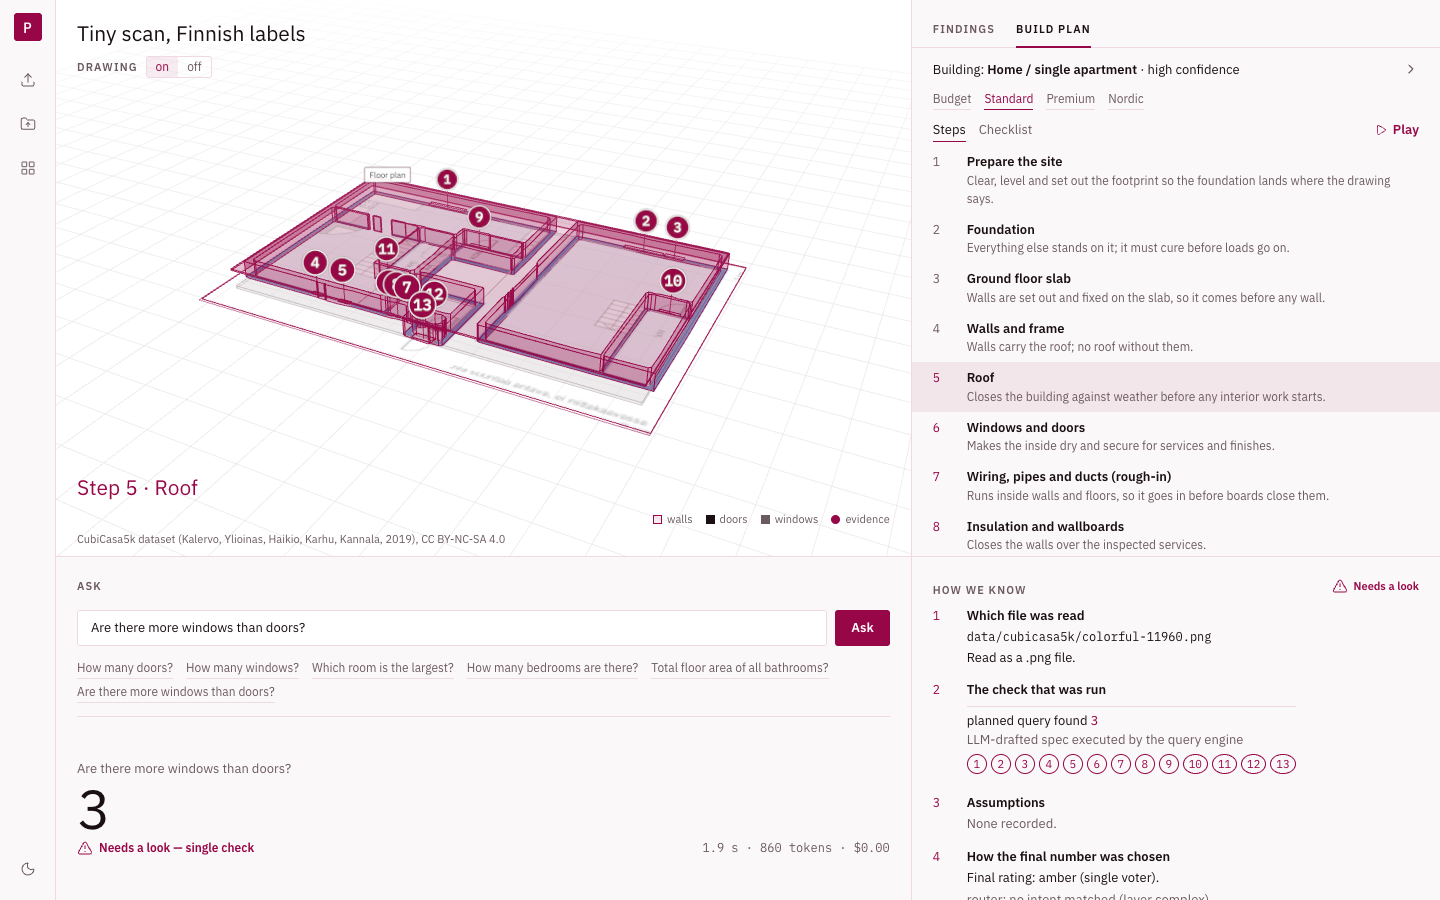 P
Tiny scan, Finnish labels
DRAWING on off
Floor plan
1
9
2
3
11
4
5
7
12
13
10
Step 5 · Roof
walls doors windows evidence
CubiCasa5k dataset (Kalervo, Ylioinas, Haikio, Karhu, Kannala, 2019), CC BY-NC-SA 4.0
ASK
Are there more windows than doors?
Ask
How many doors? How many windows? Which room is the largest? How many bedrooms are there? Total floor area of all bathrooms?
Are there more windows than doors?
Are there more windows than doors?
3
Needs a look — single check
1.9 s · 860 tokens · $0.00
FINDINGS BUILD PLAN
Building: Home / single apartment · high confidence
Budget Standard Premium Nordic
Steps Checklist
Play
1 Prepare the site
Clear, level and set out the footprint so the foundation lands where the drawing
says.
2 Foundation
Everything else stands on it; it must cure before loads go on.
3 Ground floor slab
Walls are set out and fixed on the slab, so it comes before any wall.
4 Walls and frame
Walls carry the roof; no roof without them.
5 Roof
Closes the building against weather before any interior work starts.
6 Windows and doors
Makes the inside dry and secure for services and finishes.
7 Wiring, pipes and ducts (rough-in)
Runs inside walls and floors, so it goes in before boards close them.
8 Insulation and wallboards
Closes the walls over the inspected services.
HOW WE KNOW
Needs a look
1 Which file was read
data/cubicasa5k/colorful-11960.png
Read as a .png file.
2 The check that was run
planned query found 3
LLM-drafted spec executed by the query engine
1 2 3 4 5 6 7 8 9 10 11 12 13
3 Assumptions
None recorded.
4 How the final number was chosen
Final rating: amber (single voter).
router: no intent matched (layer complex)